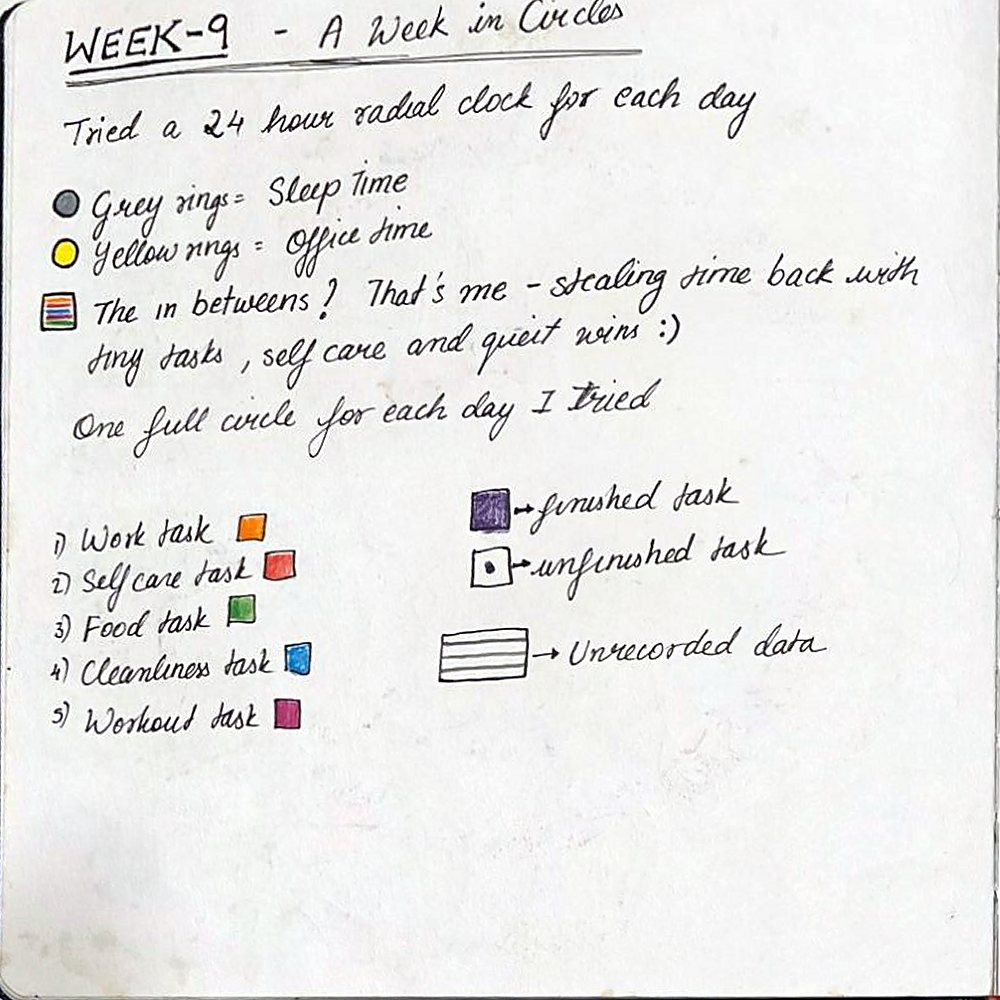 WEEK-9 - A Week in Circles
Tried a 24 hour radial clock for each day
Grey rings = Sleep Time
Yellow rings = Office time
The in betweens? That's me - stealing time back with
tiny tasks, self care and queit wins :)
One full circle for each day I Tried
1) Work task
2) Self care task
3) Food task
4) Cleanliness task
5) Workout task
→ finished task
→ unfinished task
→ Unrecorded data